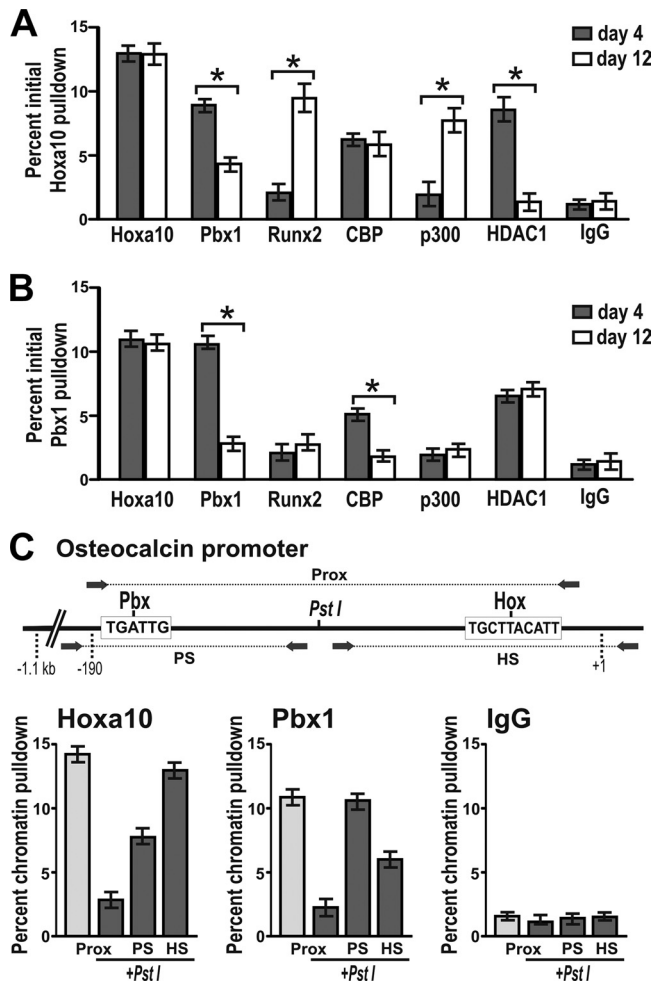 A
Percent initial
Hoxa10 pulldown
15
10
5
0
day 4
day 12
* * * *
Hoxa10 Pbx1 Runx2 CBP p300 HDAC1 IgG
B
Percent initial
Pbx1 pulldown
15
10
5
0
day 4
day 12
* *
Hoxa10 Pbx1 Runx2 CBP p300 HDAC1 IgG
C Osteocalcin promoter
Prox
Pbx Pst I Hox
TGATTG TGCTTACATT
PS HS
-1.1 kb -190 +1
Hoxa10
Percent chromatin pulldown
15
10
5
0
Prox PS HS
+Pst I
Pbx1
Percent chromatin pulldown
15
10
5
0
Prox PS HS
+Pst I
IgG
Percent chromatin pulldown
15
10
5
0
Prox PS HS
+Pst I